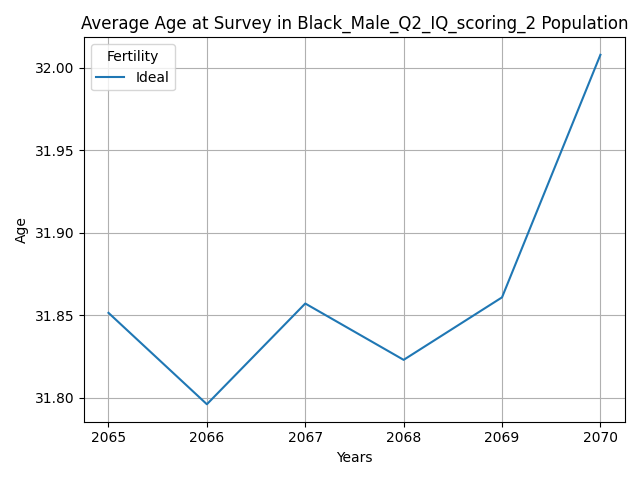 Average Age at Survey in Black_Male_Q2_IQ_scoring_2 Population
Fertility
Ideal
32.00
31.95
31.90
31.85
31.80
Age
2065 2066 2067 2068 2069 2070
Years